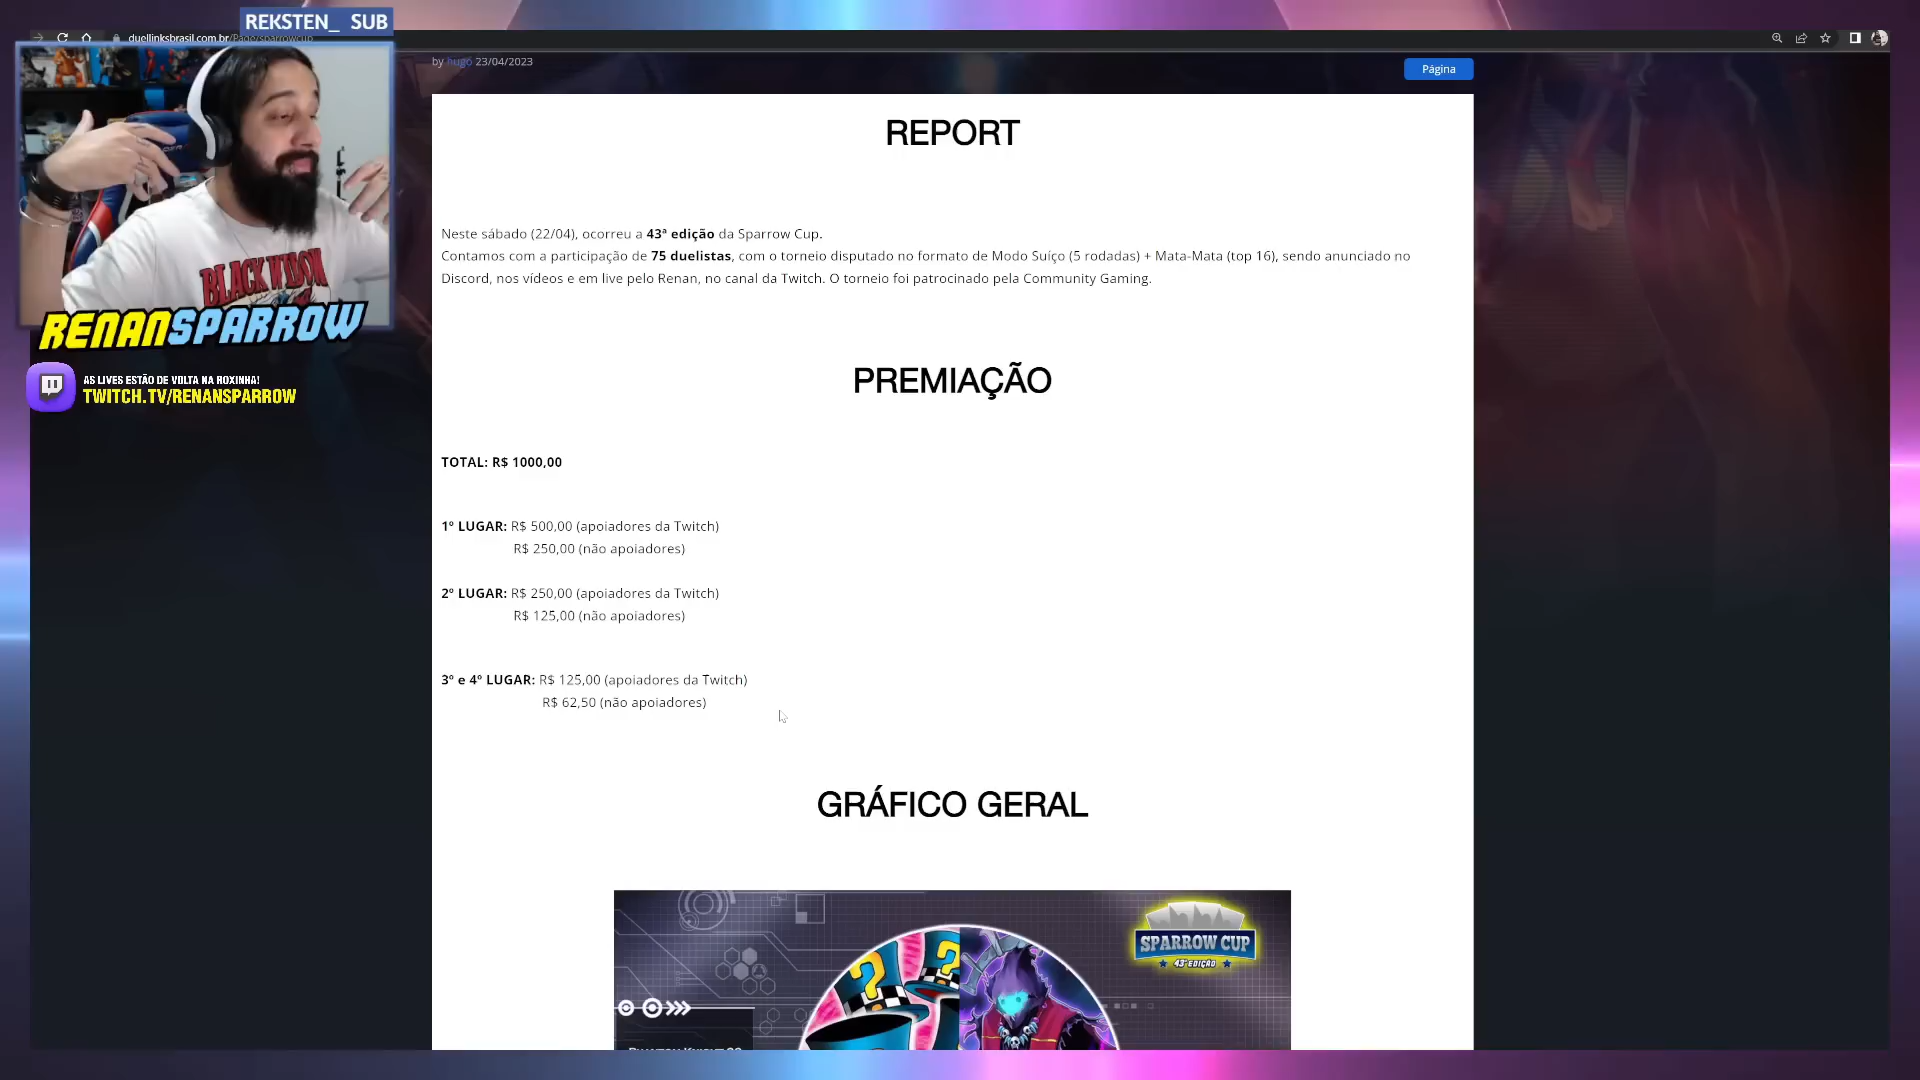 REKSTEN_ SUB
duellinksbrasil.com.br/Page/sparrowcup
by hugo 23/04/2023
Página
REPORT
Neste sábado (22/04), ocorreu a 43ª edição da Sparrow Cup.
Contamos com a participação de 75 duelistas, com o torneio disputado no formato de Modo Suíço (5 rodadas) + Mata-Mata (top 16), sendo anunciado no
Discord, nos vídeos e em live pelo Renan, no canal da Twitch. O torneio foi patrocinado pela Community Gaming.
BLACK WIDOW
RENANSPARROW
AS LIVES ESTÃO DE VOLTA NA ROXINHA!
TWITCH.TV/RENANSPARROW
PREMIAÇÃO
TOTAL: R$ 1000,00
1º LUGAR: R$ 500,00 (apoiadores da Twitch)
R$ 250,00 (não apoiadores)
2º LUGAR: R$ 250,00 (apoiadores da Twitch)
R$ 125,00 (não apoiadores)
3º e 4º LUGAR: R$ 125,00 (apoiadores da Twitch)
R$ 62,50 (não apoiadores)
GRÁFICO GERAL
SPARROW CUP
43ª EDIÇÃO